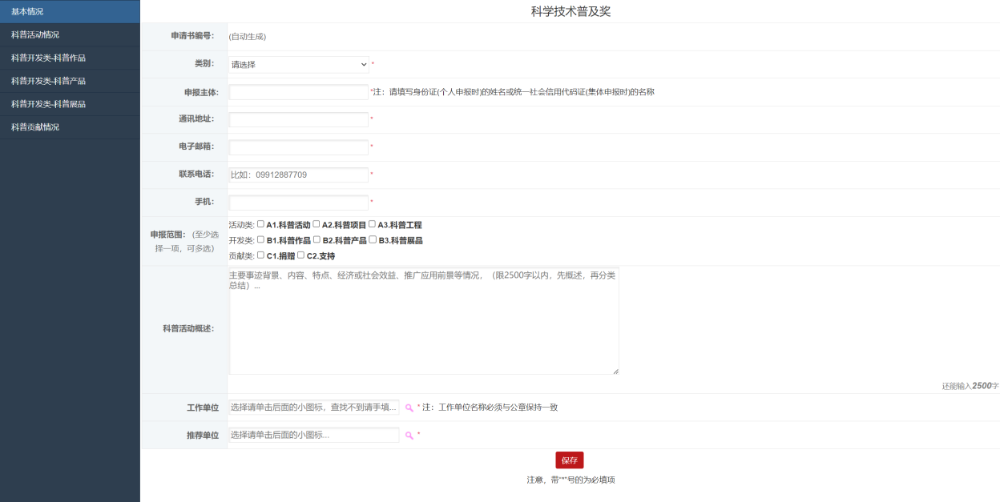 基本情况
科普活动情况
科普开发类-科普作品
科普开发类-科普产品
科普开发类-科普展品
科普贡献情况
科学技术普及奖
申请书编号： (自动生成)
类别： 请选择 *
申报主体: *注：请填写身份证(个人申报时)的姓名或统一社会信用代码证(集体申报时)的名称
通讯地址： *
电子邮箱： *
联系电话： 比如：09912887709 *
手机： *
申报范围：（至少选择一项，可多选）
活动类: A1.科普活动 A2.科普项目 A3.科普工程
开发类: B1.科普作品 B2.科普产品 B3.科普展品
贡献类: C1.捐赠 C2.支持
科普活动概述：
主要事迹背景、内容、特点、经济或社会效益、推广应用前景等情况，（限2500字以内，先概述，再分类
总结）...
还能输入2500字
工作单位 选择请单击后面的小图标，查找不到请手填... * 注：工作单位名称必须与公章保持一致
推荐单位 选择请单击后面的小图标... *
保存
注意，带"*"号的为必填项